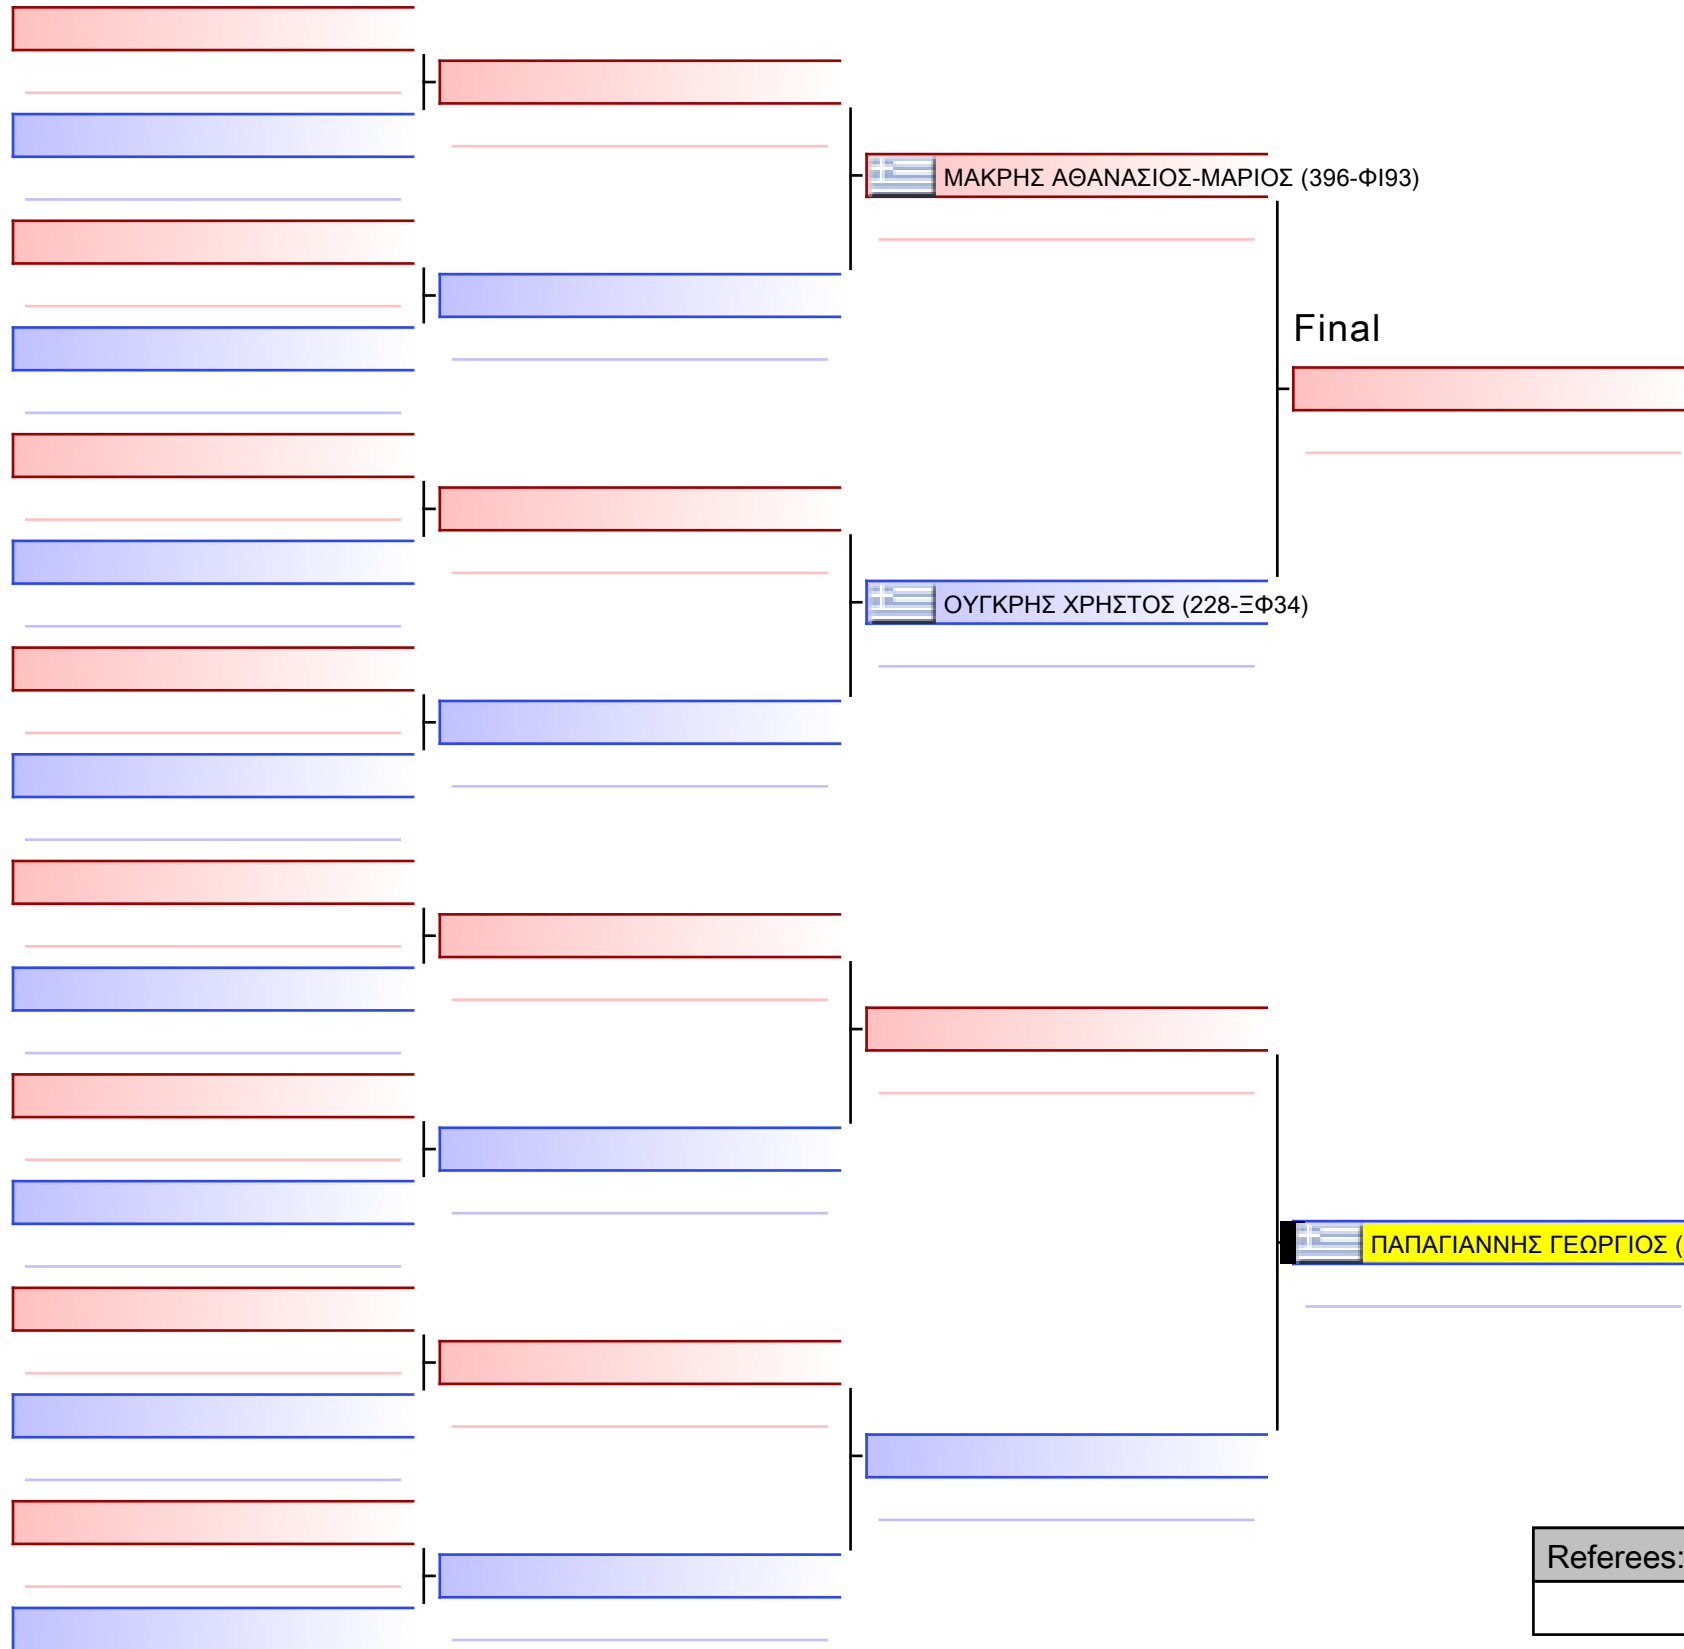 ΜΑΚΡΗΣ ΑΘΑΝΑΣΙΟΣ-ΜΑΡΙΟΣ (396-ΦΙ93)
Final
ΟΥΓΚΡΗΣ ΧΡΗΣΤΟΣ (228-ΞΦ34)
ΠΑΠΑΓΙΑΝΝΗΣ ΓΕΩΡΓΙΟΣ (
Referees: